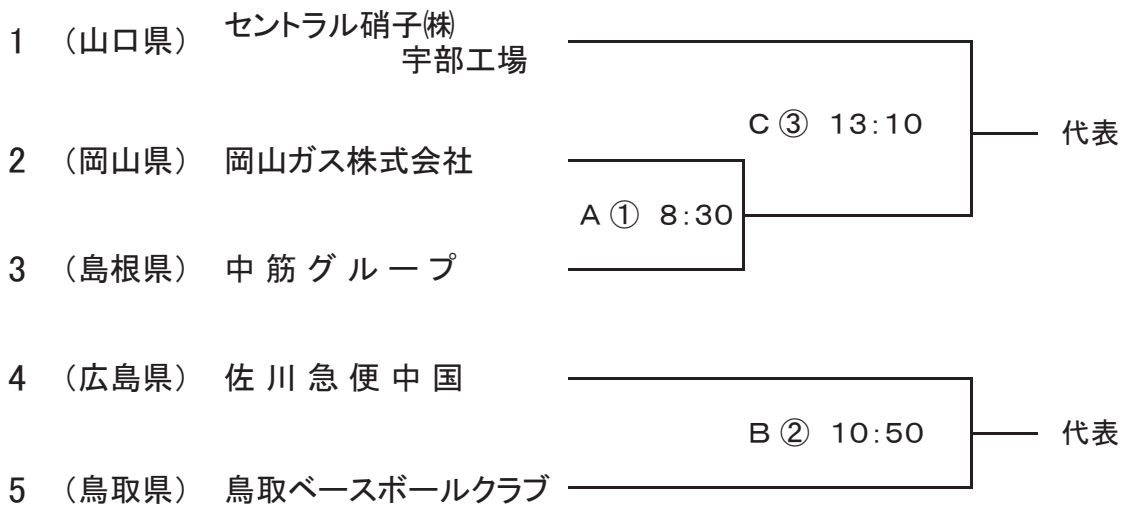 1 （山口県） セントラル硝子㈱
宇部工場
C ③ 13:10
代表
2 （岡山県） 岡山ガス株式会社
A ① 8:30
3 （島根県） 中 筋 グ ル ー プ
4 （広島県） 佐 川 急 便 中 国
B ② 10:50
代表
5 （鳥取県） 鳥取ベースボールクラブ